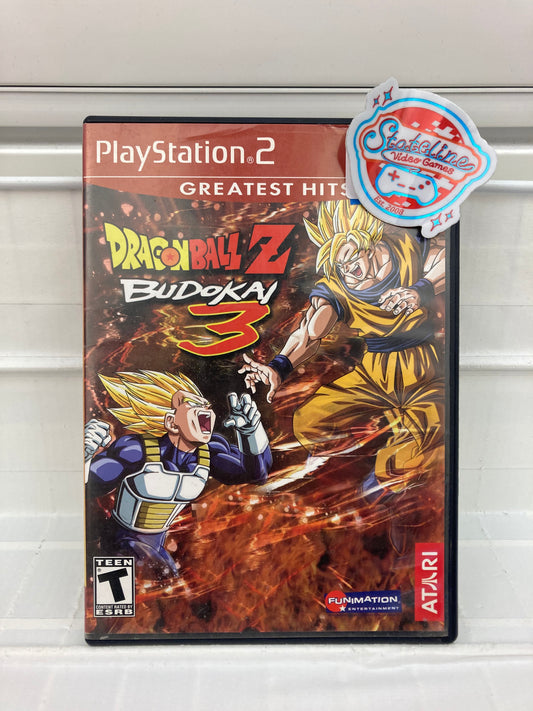 PlayStation®2
GREATEST HITS
Stateline
Video Games
Est. 2008
DRAGON BALL Z
BUDOKAI
3
TEEN
T
CONTENT RATED BY
ESRB
FUNIMATION
ENTERTAINMENT
ATARI